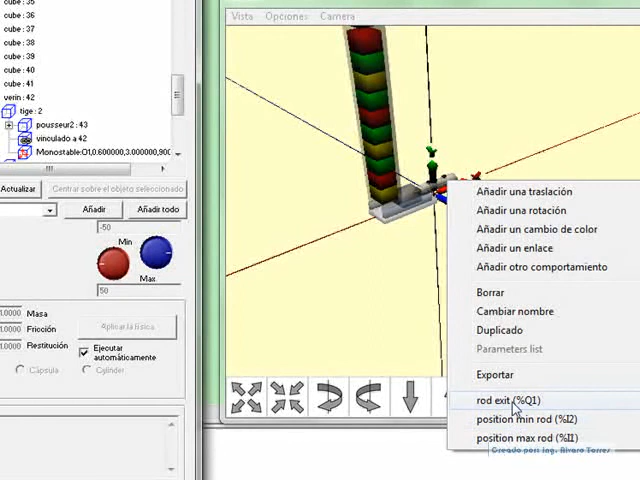 cube : 35
cube : 37
cube : 38
cube : 39
cube : 40
cube : 41
verin : 42
tige : 2
pousseur2 : 43
vinculado a 42
Monostable:O1,0.600000,3.000000,900
Actualizar
Centrar sobre el objeto seleccionado
Añadir
Añadir todo
-50
Min
Max
50
.0000 Masa
.0000 Fricción
.0000 Restitución
Aplicar la física
Ejecutar automáticamente
Cápsula
Cylinder
Vista Opciones Camera
Añadir una traslación
Añadir una rotación
Añadir un cambio de color
Añadir un enlace
Añadir otro comportamiento
Borrar
Cambiar nombre
Duplicado
Parameters list
Exportar
rod exit (%Q1)
position min rod (%I2)
position max rod (%I1)
Creado por: Ing. Alvaro Torres